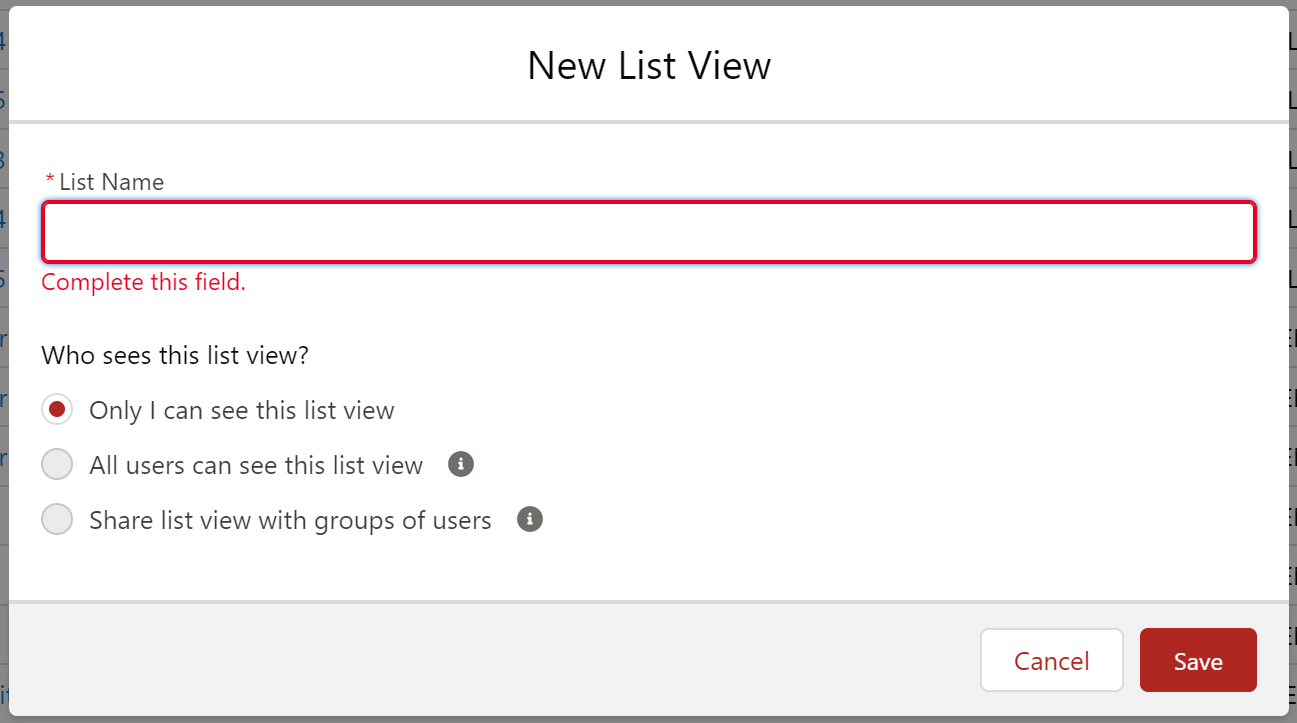 New List View
* List Name
Complete this field.
Who sees this list view?
Only I can see this list view
All users can see this list view
Share list view with groups of users
Cancel
Save